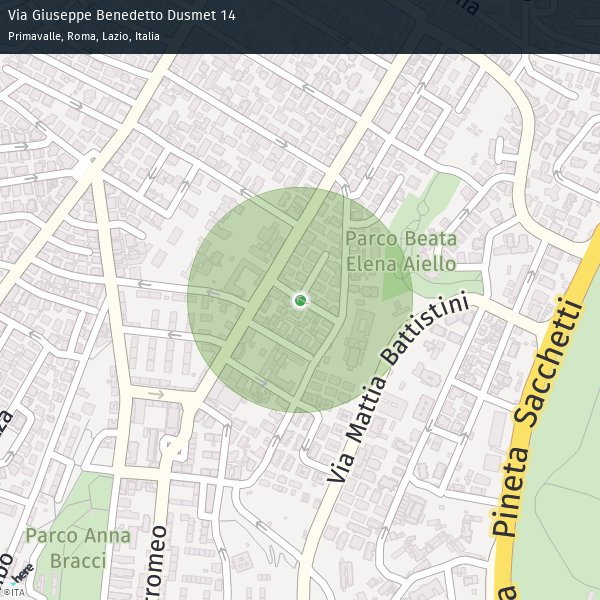 Via Giuseppe Benedetto Dusmet 14
Primavalle, Roma, Lazio, Italia
Parco Beata
Elena Aiello
Via Mattia Battistini
Pineta Sacchetti
Parco Anna
Bracci
rromeo
here
©ITA